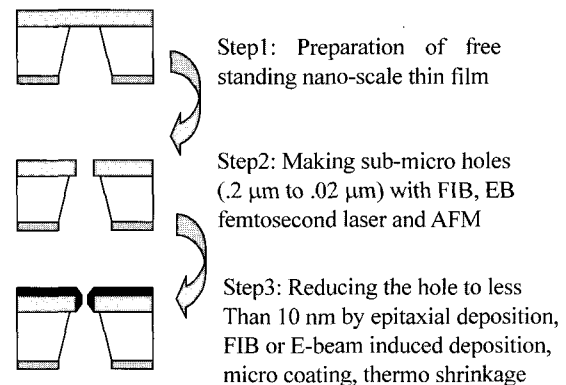 Step1: Preparation of free
standing nano-scale thin film
Step2: Making sub-micro holes
(.2 μm to .02 μm) with FIB, EB
femtosecond laser and AFM
Step3: Reducing the hole to less
Than 10 nm by epitaxial deposition,
FIB or E-beam induced deposition,
micro coating, thermo shrinkage